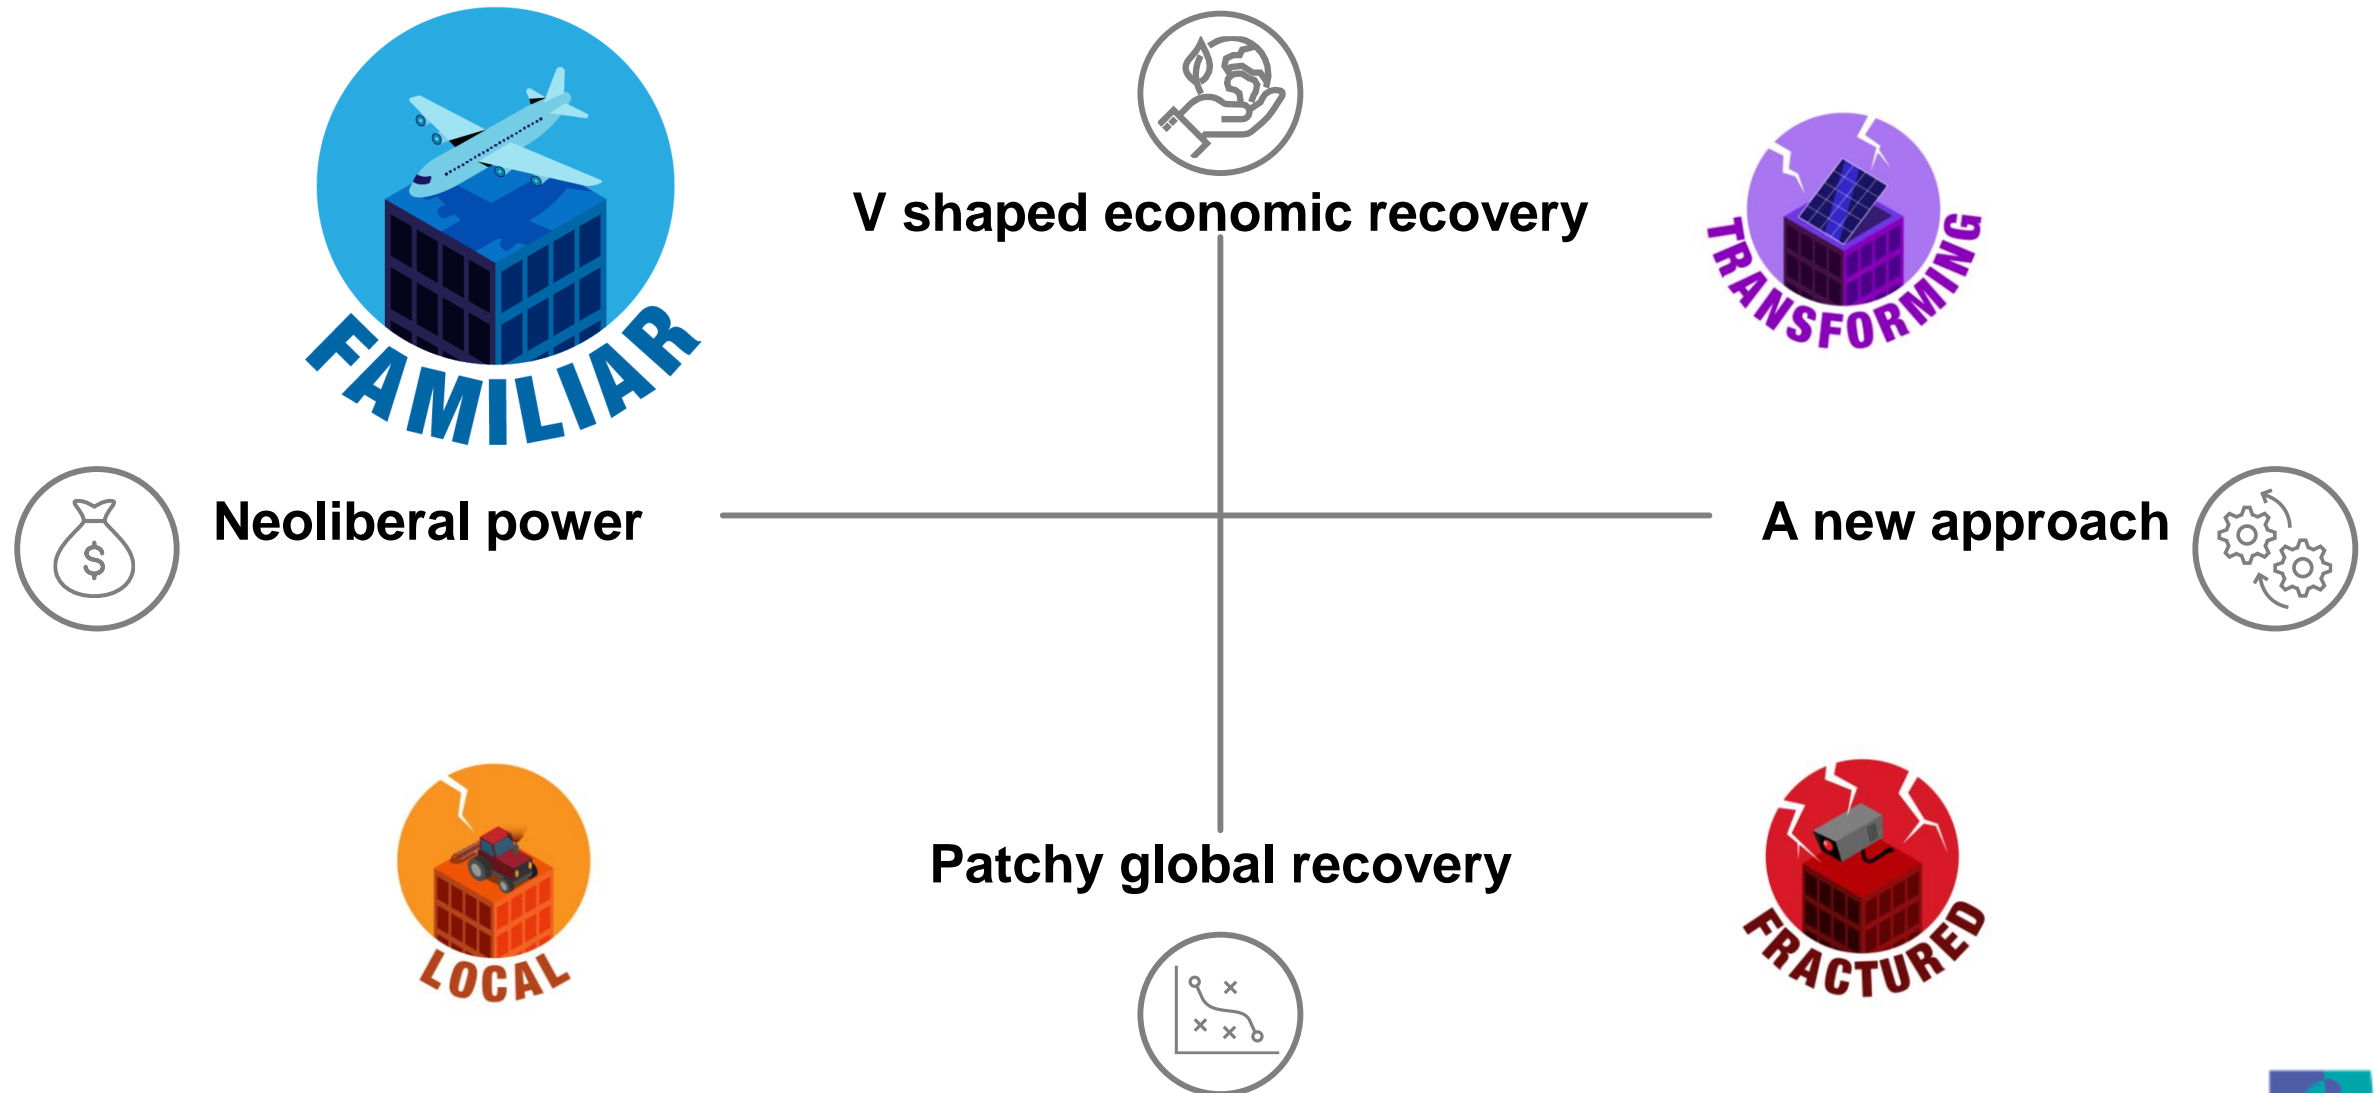 V shaped economic recovery
FAMILIAR
TRANSFORMING
$
Neoliberal power
A new approach
Patchy global recovery
LOCAL
FRACTURED